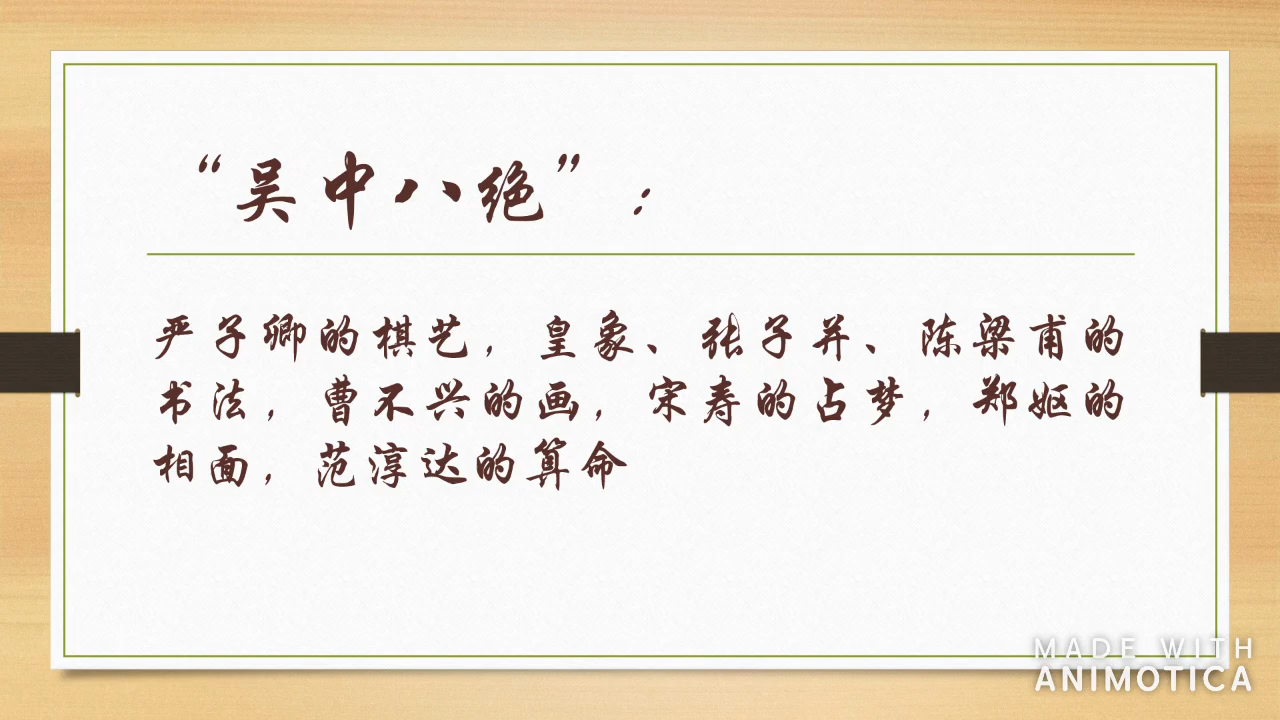 “吴中八绝”：
严子卿的棋艺，皇象、张子并、陈梁甫的
书法，曹不兴的画，宋寿的占梦，郑妪的
相面，范淳达的算命
MADE WITH
ANIMOTICA